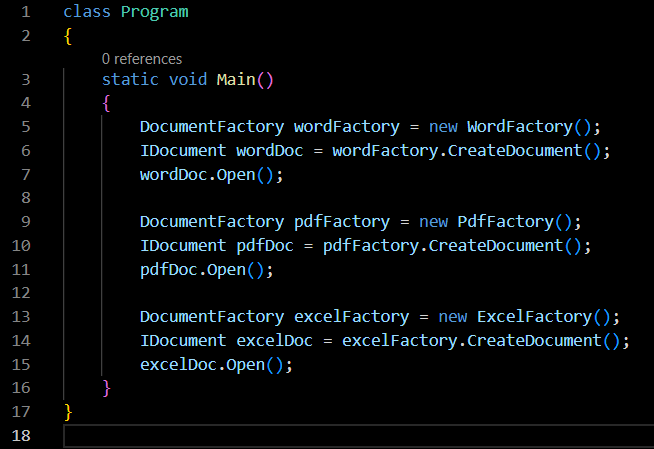 1 class Program
2 {
0 references
3 static void Main()
4 {
5 DocumentFactory wordFactory = new WordFactory();
6 IDocument wordDoc = wordFactory.CreateDocument();
7 wordDoc.Open();
8
9 DocumentFactory pdfFactory = new PdfFactory();
10 IDocument pdfDoc = pdfFactory.CreateDocument();
11 pdfDoc.Open();
12
13 DocumentFactory excelFactory = new ExcelFactory();
14 IDocument excelDoc = excelFactory.CreateDocument();
15 excelDoc.Open();
16 }
17 }
18